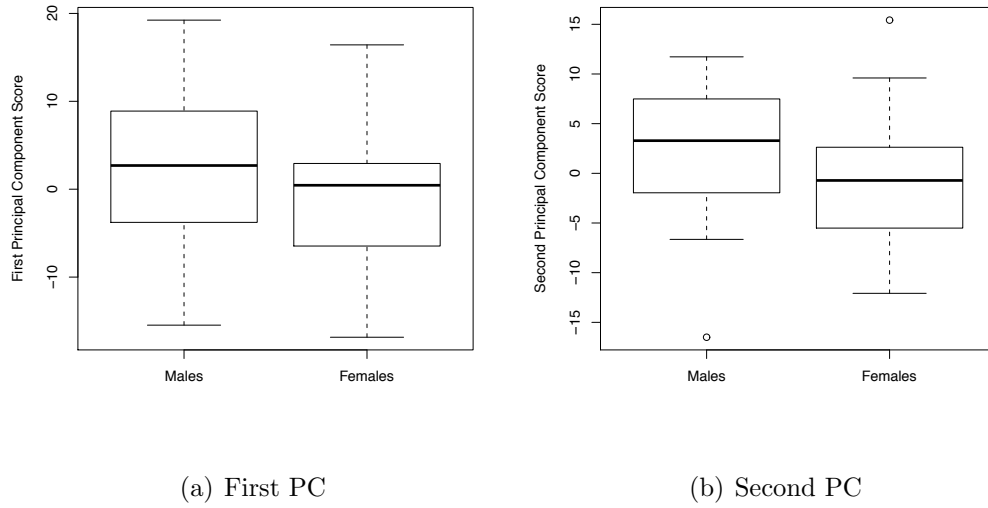 First Principal Component Score
20
10
0
−10
Males Females
(a) First PC
Second Principal Component Score
15
10
5
0
−5
−10
−15
Males Females
(b) Second PC